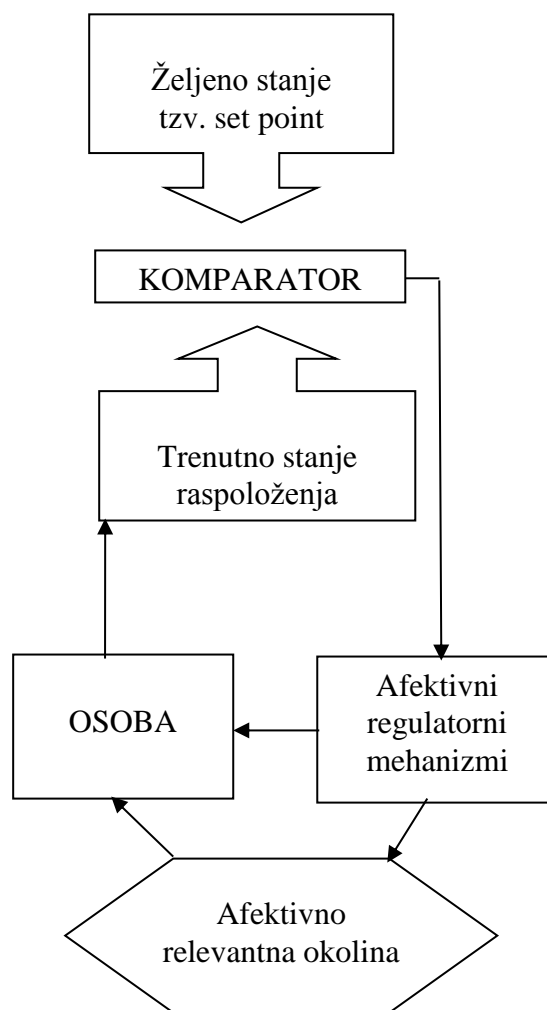 Željeno stanje
tzv. set point
KOMPARATOR
Trenutno stanje
raspoloženja
OSOBA
Afektivni
regulatorni
mehanizmi
Afektivno
relevantna okolina